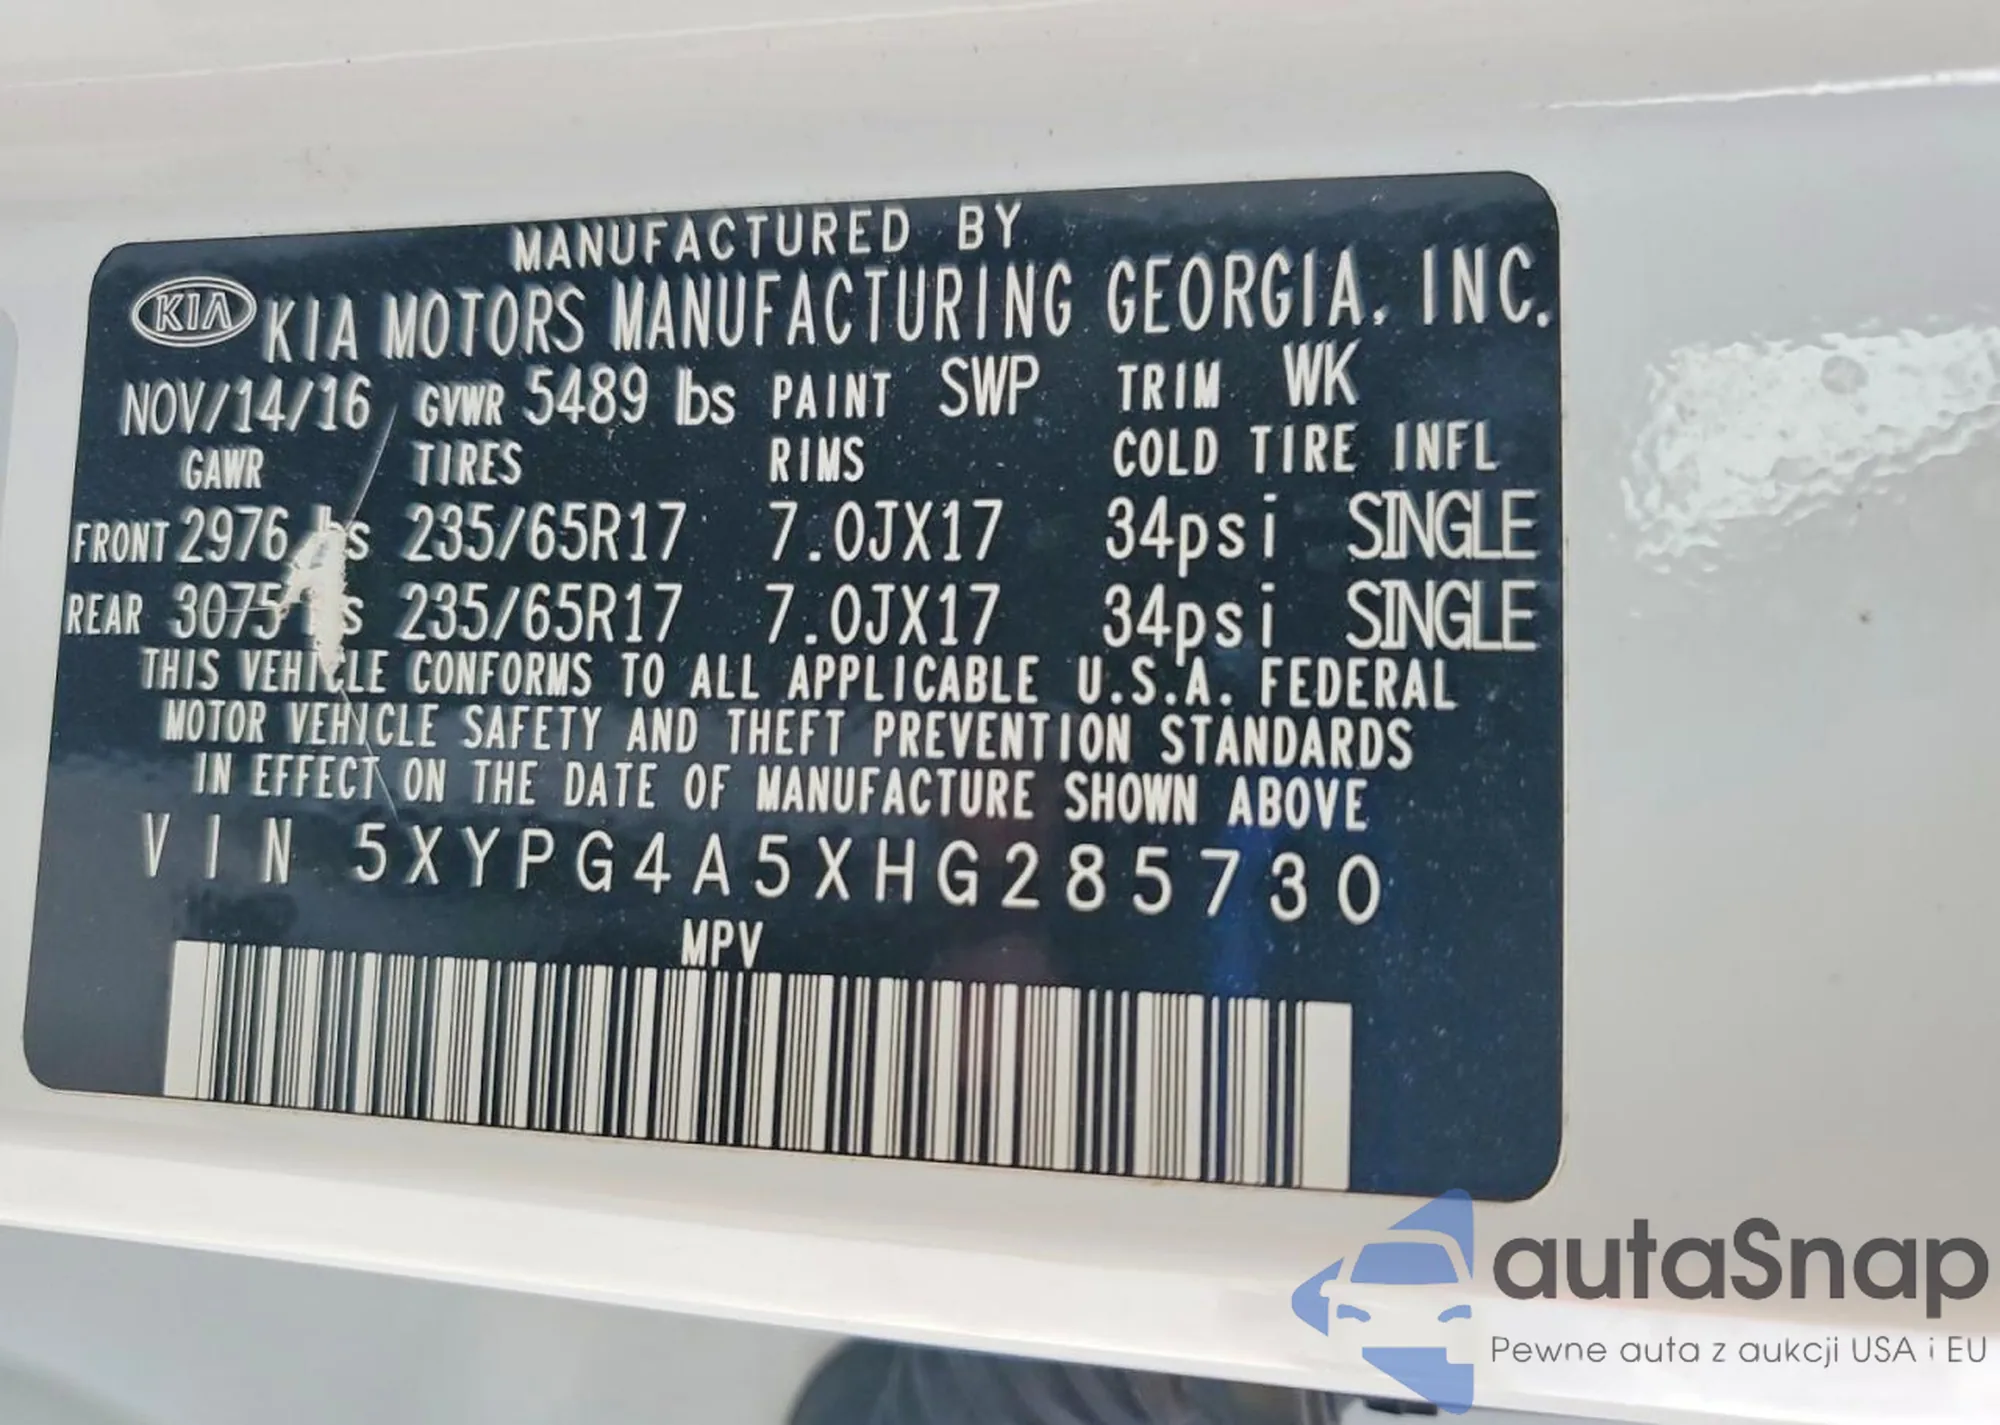 MANUFACTURED BY
KIA KIA MOTORS MANUFACTURING GEORGIA, INC.
NOV/14/16 GVWR 5489 lbs PAINT SWP TRIM WK
GAWR TIRES RIMS COLD TIRE INFL
FRONT 2976 lbs 235/65R17 7.0JX17 34psi SINGLE
REAR 3075 lbs 235/65R17 7.0JX17 34psi SINGLE
THIS VEHICLE CONFORMS TO ALL APPLICABLE U.S.A. FEDERAL
MOTOR VEHICLE SAFETY AND THEFT PREVENTION STANDARDS
IN EFFECT ON THE DATE OF MANUFACTURE SHOWN ABOVE
VIN 5XYPG4A5XHG285730
MPV
autaSnap
Pewne auta z aukcji USA i EU